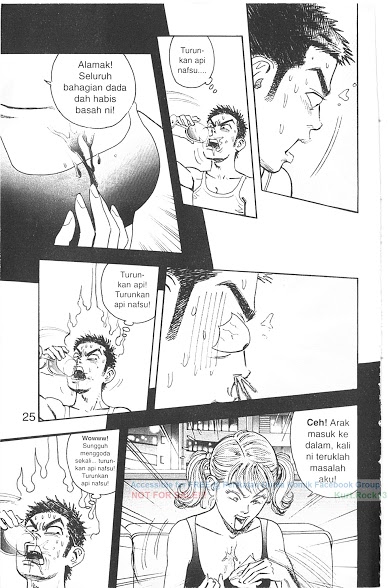 Turun-
kan api
nafsu....
Alamak!
Seluruh
bahagian dada
dah habis
basah ni!
Turun-
kan api!
Turunkan
api nafsu!
25
Ceh! Arak
masuk ke
dalam, kali
ni teruklah
masalah
aku!
Wowww!
Sungguh
menggoda
sekali... turun-
kan api nafsu!
Turunkan
api nafsu!
NOT FOR SALE!!!